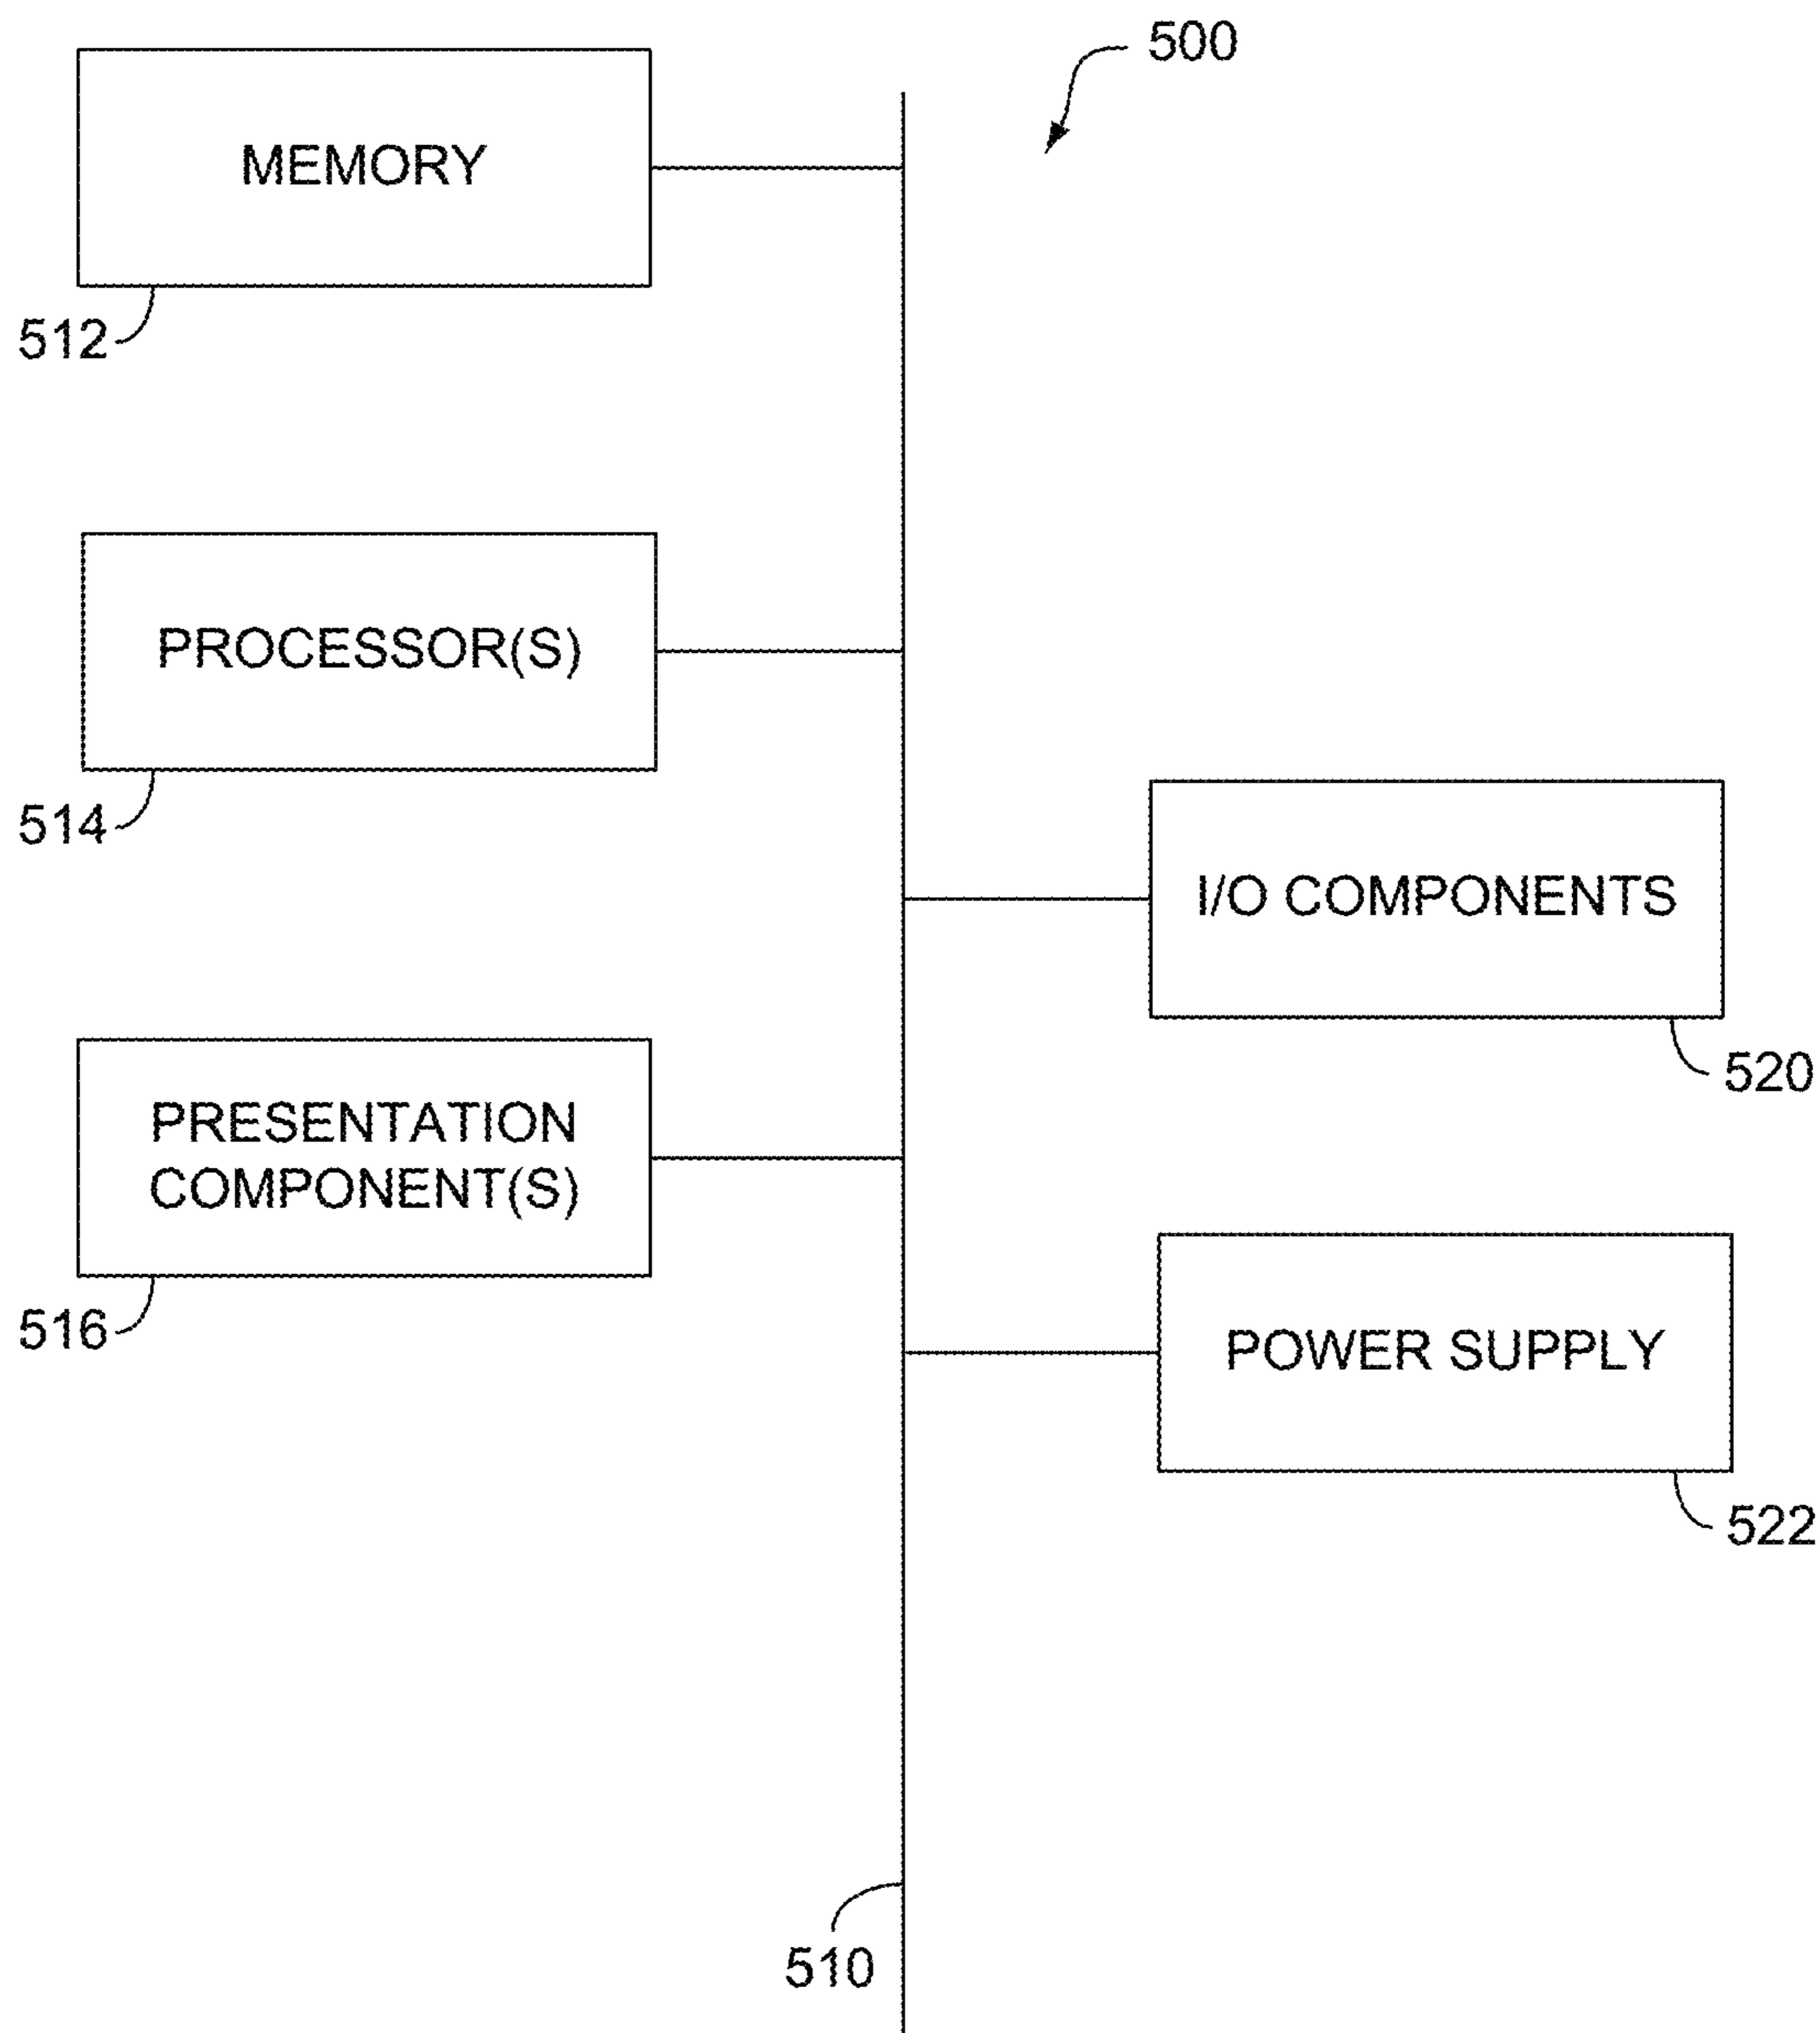 500
MEMORY
512
PROCESSOR(S)
514
I/O COMPONENTS
520
PRESENTATION
COMPONENT(S)
516
POWER SUPPLY
522
510